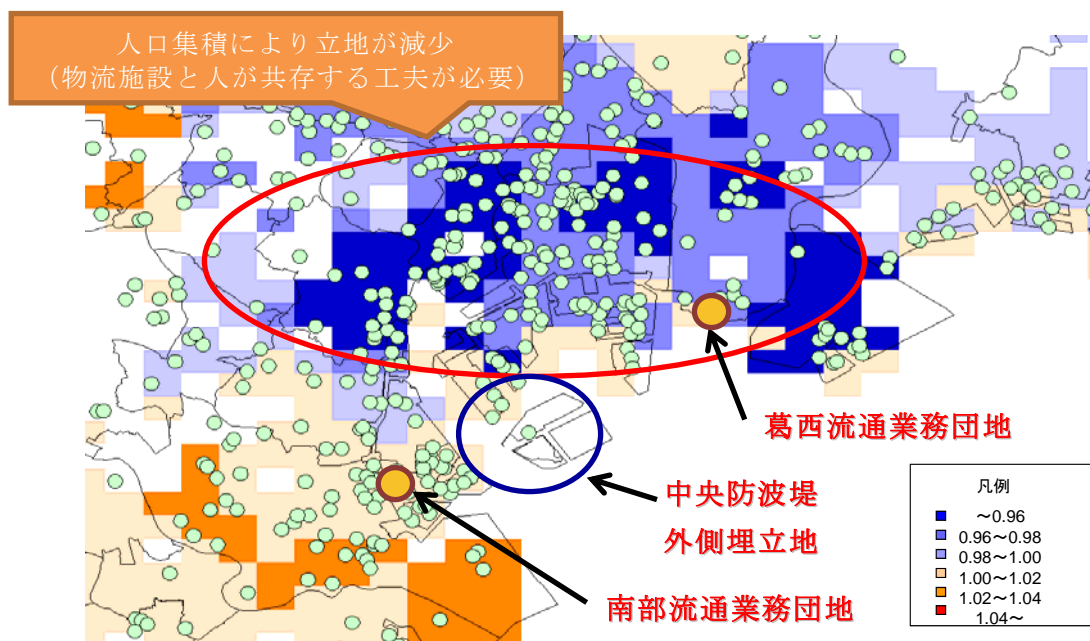 人口集積により立地が減少
（物流施設と人が共存する工夫が必要）
葛西流通業務団地
中央防波堤
外側埋立地
南部流通業務団地
凡例
～0.96
0.96～0.98
0.98～1.00
1.00～1.02
1.02～1.04
1.04～